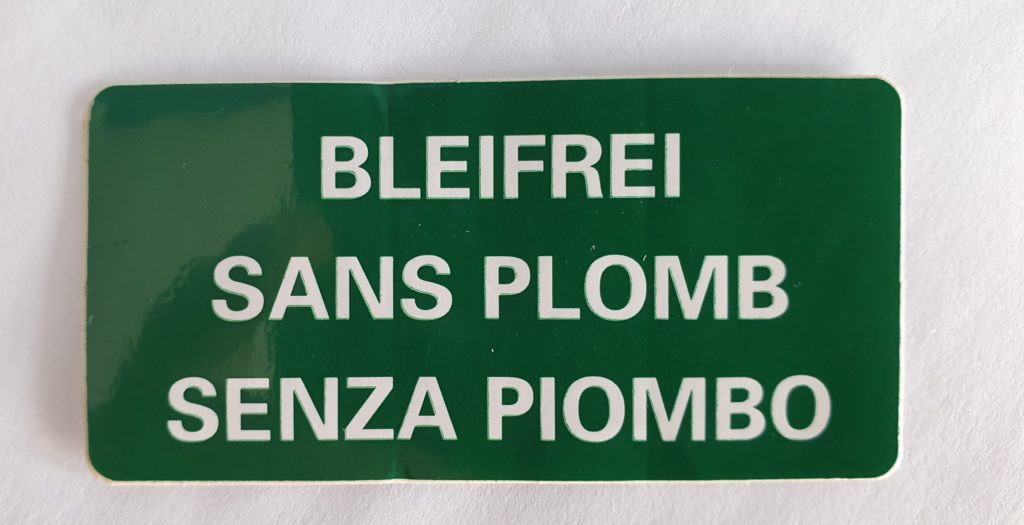 BLEIFREI
SANS PLOMB
SENZA PIOMBO